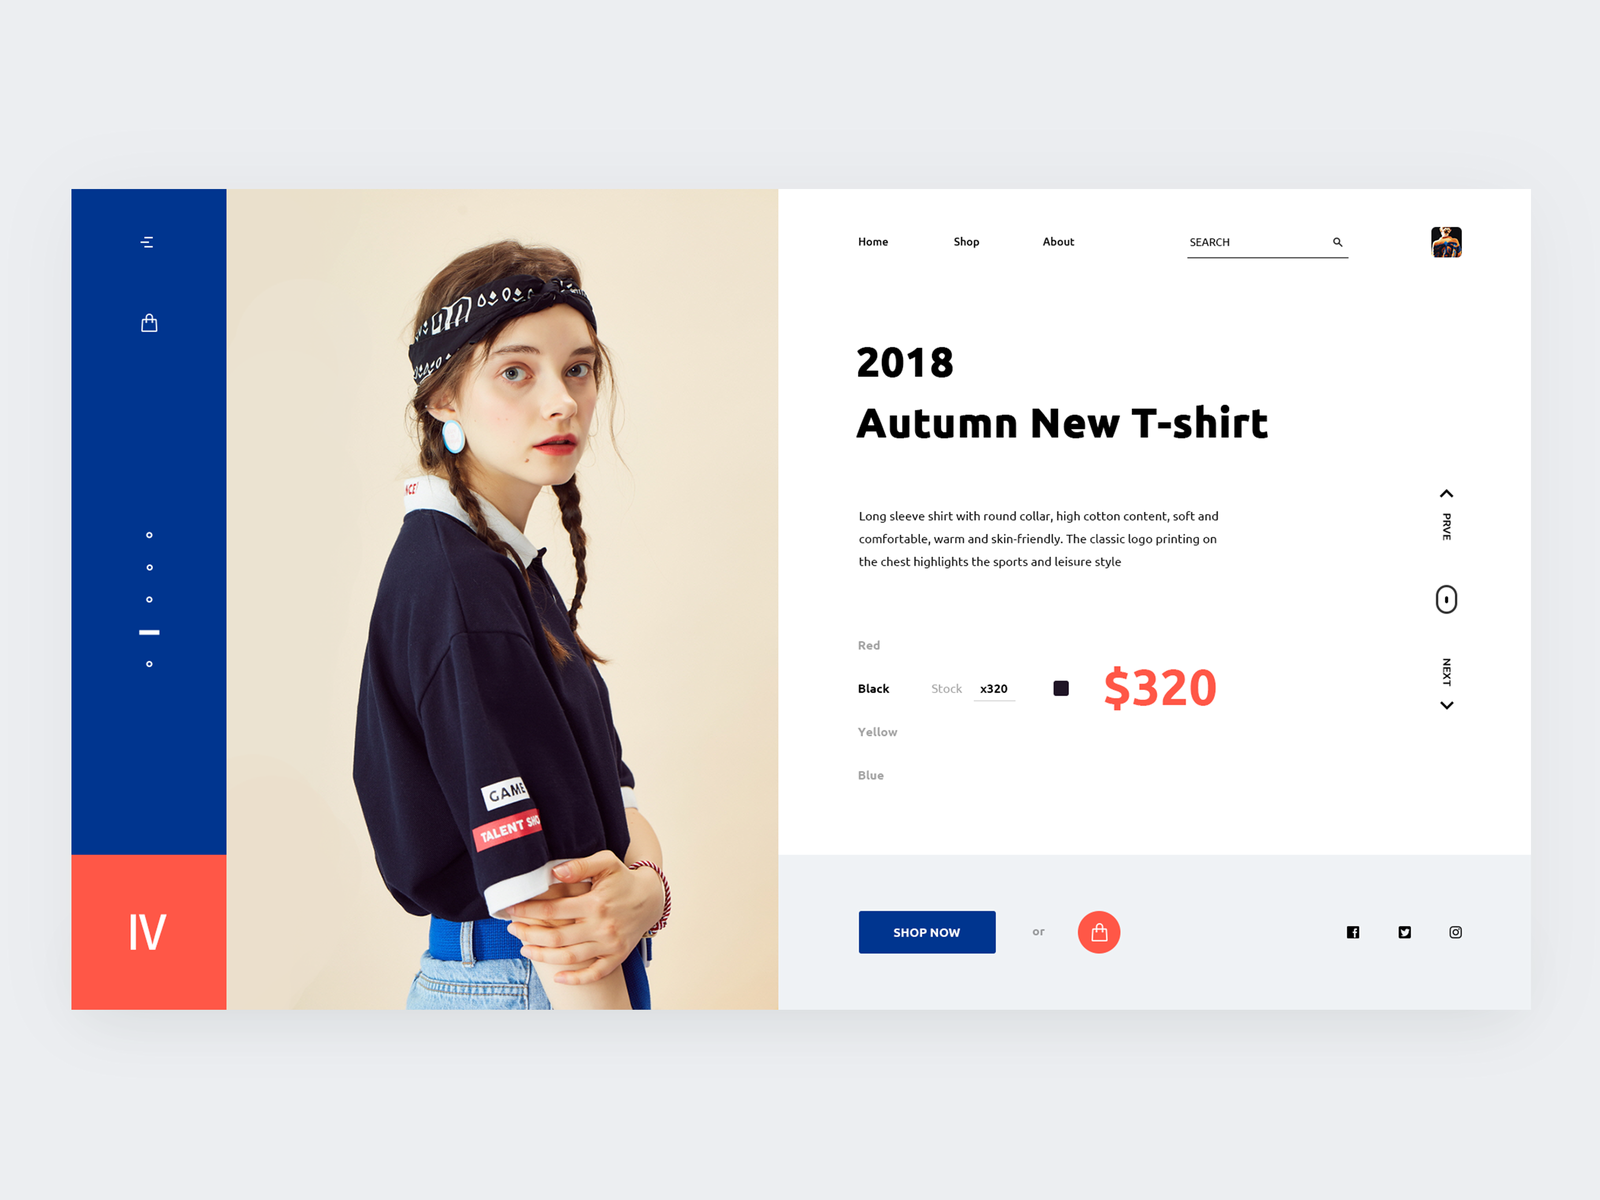 Home Shop About SEARCH
2018
Autumn New T-shirt
Long sleeve shirt with round collar, high cotton content, soft and
comfortable, warm and skin-friendly. The classic logo printing on
the chest highlights the sports and leisure style
PRVE
NEXT
Red
Black Stock x320 $320
Yellow
Blue
SHOP NOW or
IV
GAME
TALENT SHO